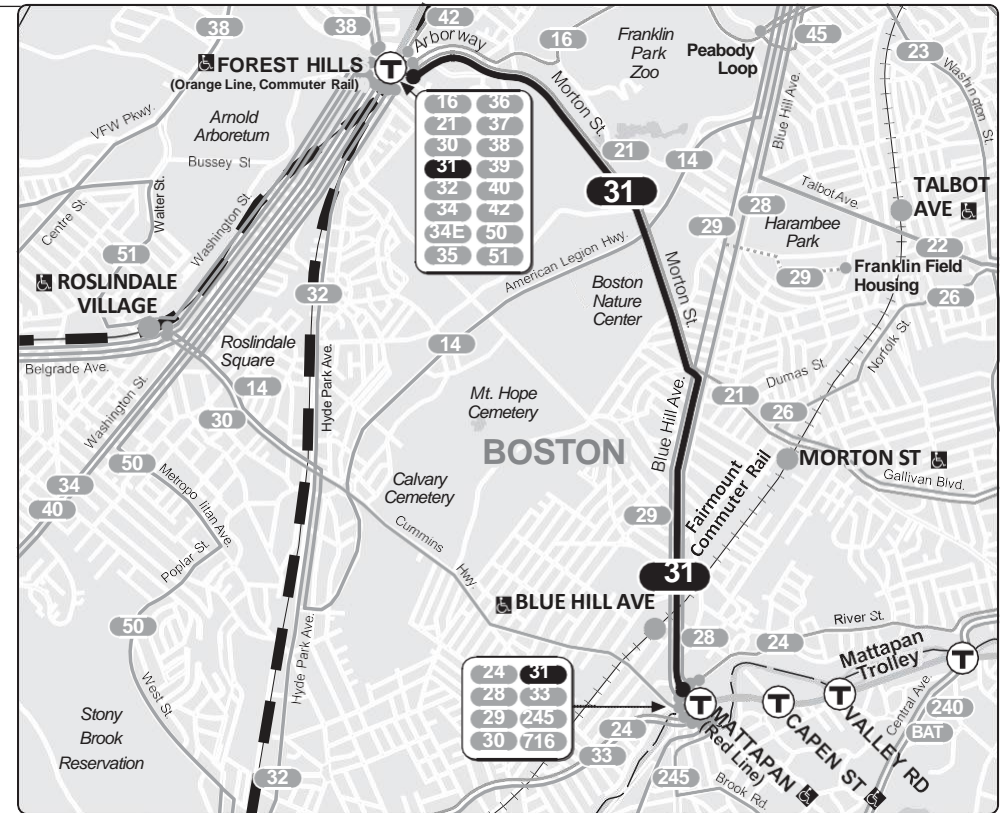 38
38
42
Arborway
16
Franklin
Park
Zoo
Peabody
Loop
45
23
Washington St.
FOREST HILLS
(Orange Line, Commuter Rail)
T
VFW Pkwy.
Arnold
Arboretum
Bussey St
Morton St.
Blue Hill Ave.
16 36
21 37
30 38
31 39
32 40
34 42
34E 50
35 51
21
14
31
Talbot Ave.
TALBOT
AVE
Centre St.
Walter St.
Washington St.
28
Harambee
Park
29
22
51
American Legion Hwy.
Morton St.
29
Franklin Field
Housing
ROSLINDALE
VILLAGE
32
Boston
Nature
Center
26
Norfolk St.
Roslindale
Square
14
Belgrade Ave.
Hyde Park Ave.
Dumas St.
14
Mt. Hope
Cemetery
Blue Hill Ave.
21
26
Washington St.
30
BOSTON
MORTON ST
50
Gallivan Blvd.
Fairmount
Commuter Rail
34
Metropo litan Ave.
Calvary
Cemetery
40
29
Cummins
Hwy.
Poplar St.
31
BLUE HILL AVE
50
River St.
28
24
Mattapan
Trolley
T
Hyde Park Ave.
West St.
24 31
28 33
29 245
30 716
T
MATTAPAN
(Red Line)
T
CAPEN ST
T
VALLEY RD
Central Ave.
240
BAT
Stony
Brook
Reservation
24
33
32
245
Brook Rd.